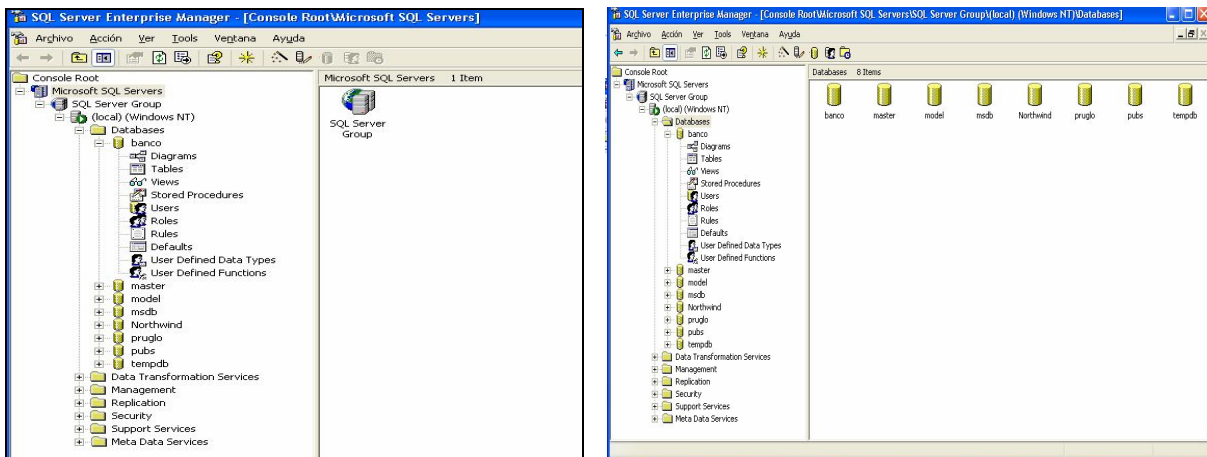 SQL Server Enterprise Manager - [Console Root\Microsoft SQL Servers]
Archivo Acción Ver Tools Ventana Ayuda
Console Root
Microsoft SQL Servers
SQL Server Group
(local) (Windows NT)
Databases
banco
Diagrams
Tables
Views
Stored Procedures
Users
Roles
Rules
Defaults
User Defined Data Types
User Defined Functions
master
model
msdb
Northwind
pruglo
pubs
tempdb
Data Transformation Services
Management
Replication
Security
Support Services
Meta Data Services
Microsoft SQL Servers 1 Item
SQL Server
Group
SQL Server Enterprise Manager - [Console Root\Microsoft SQL Servers\SQL Server Group\(local) (Windows NT)\Databases]
Archivo Acción Ver Tools Ventana Ayuda
Console Root
Microsoft SQL Servers
SQL Server Group
(local) (Windows NT)
Databases
banco
Diagrams
Tables
Views
Stored Procedures
Users
Roles
Rules
Defaults
User Defined Data Types
User Defined Functions
master
model
msdb
Northwind
pruglo
pubs
tempdb
Data Transformation Services
Management
Replication
Security
Support Services
Meta Data Services
Databases 8 Items
banco master model msdb Northwind pruglo pubs tempdb